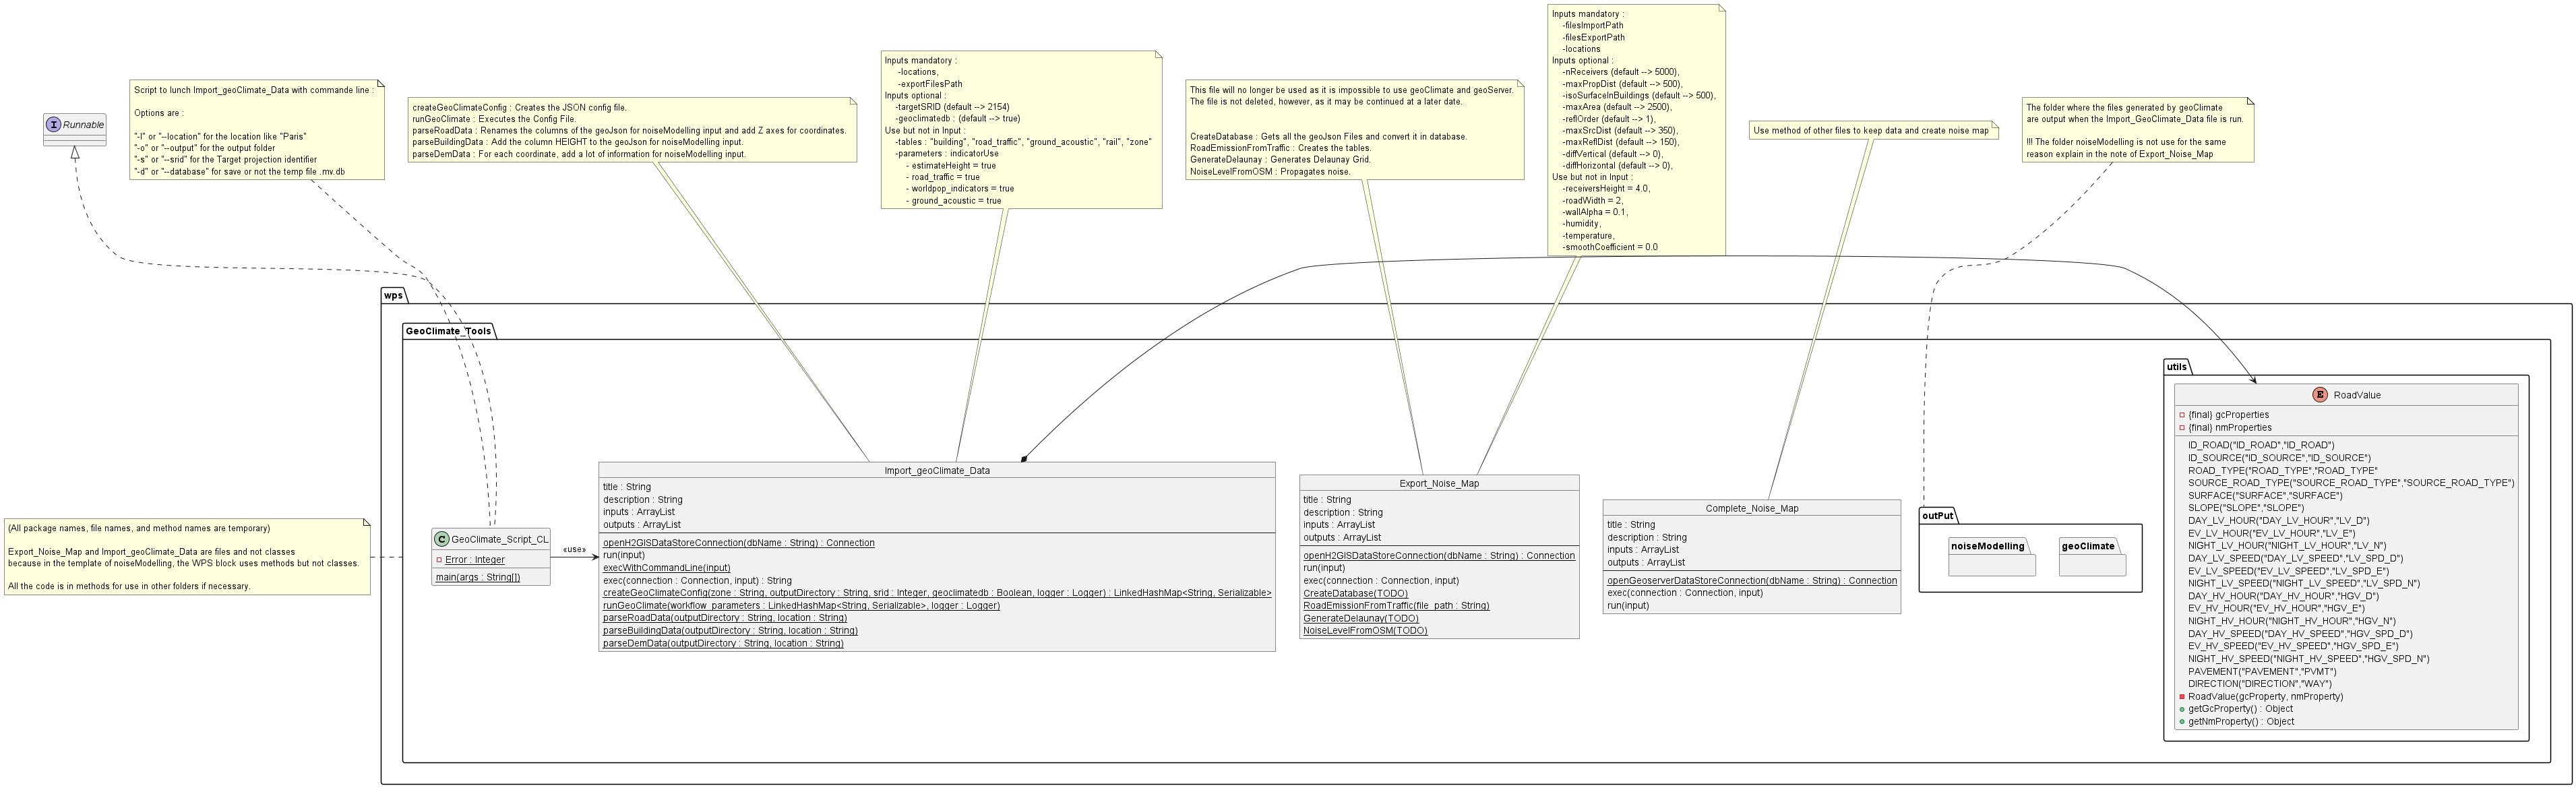 Inputs mandatory :
-filesImportPath
-filesExportPath
-locations
Inputs optional :
-nReceivers (default --> 5000),
-maxPropDist (default --> 500),
-isoSurfaceInBuildings (default --> 500),
-maxArea (default --> 2500),
-reflOrder (default --> 1),
-maxSrcDist (default --> 350),
-maxReflDist (default --> 150),
-diffVertical (default --> 0),
-diffHorizontal (default --> 0),
Use but not in Input :
-receiversHeight = 4.0,
-roadWidth = 2,
-wallAlpha = 0.1,
-humidity,
-temperature,
-smoothCoefficient = 0.0
Inputs mandatory :
-locations,
-exportFilesPath
Inputs optional :
-targetSRID (default --> 2154)
-geoclimatedb : (default --> true)
Use but not in Input :
-tables : "building", "road_traffic", "ground_acoustic", "rail", "zone"
-parameters : indicatorUse
- estimateHeight = true
- road_traffic = true
- worldpop_indicators = true
- ground_acoustic = true
Runnable
Script to lunch Import_geoClimate_Data with commande line :
Options are :
"-l" or "--location" for the location like "Paris"
"-o" or "--output" for the output folder
"-s" or "--srid" for the Target projection identifier
"-d" or "--database" for save or not the temp file .mv.db
createGeoClimateConfig : Creates the JSON config file.
runGeoClimate : Executes the Config File.
parseRoadData : Renames the columns of the geoJson for noiseModelling input and add Z axes for coordinates.
parseBuildingData : Add the column HEIGHT to the geoJson for noiseModelling input.
parseDemData : For each coordinate, add a lot of information for noiseModelling input.
This file will no longer be used as it is impossible to use geoClimate and geoServer.
The file is not deleted, however, as it may be continued at a later date.
CreateDatabase : Gets all the geoJson Files and convert it in database.
RoadEmissionFromTraffic : Creates the tables.
GenerateDelaunay : Generates Delaunay Grid.
NoiseLevelFromOSM : Propagates noise.
Use method of other files to keep data and create noise map
The folder where the files generated by geoClimate
are output when the Import_GeoClimate_Data file is run.
!!! The folder noiseModelling is not use for the same
reason explain in the note of Export_Noise_Map
wps
GeoClimate_Tools
utils
RoadValue
{final} gcProperties
{final} nmProperties
ID_ROAD("ID_ROAD","ID_ROAD")
ID_SOURCE("ID_SOURCE","ID_SOURCE")
ROAD_TYPE("ROAD_TYPE","ROAD_TYPE"
SOURCE_ROAD_TYPE("SOURCE_ROAD_TYPE","SOURCE_ROAD_TYPE")
SURFACE("SURFACE","SURFACE")
SLOPE("SLOPE","SLOPE")
DAY_LV_HOUR("DAY_LV_HOUR","LV_D")
EV_LV_HOUR("EV_LV_HOUR","LV_E")
NIGHT_LV_HOUR("NIGHT_LV_HOUR","LV_N")
DAY_LV_SPEED("DAY_LV_SPEED","LV_SPD_D")
EV_LV_SPEED("EV_LV_SPEED","LV_SPD_E")
NIGHT_LV_SPEED("NIGHT_LV_SPEED","LV_SPD_N")
DAY_HV_HOUR("DAY_HV_HOUR","HGV_D")
EV_HV_HOUR("EV_HV_HOUR","HGV_E")
NIGHT_HV_HOUR("NIGHT_HV_HOUR","HGV_N")
DAY_HV_SPEED("DAY_HV_SPEED","HGV_SPD_D")
EV_HV_SPEED("EV_HV_SPEED","HGV_SPD_E")
NIGHT_HV_SPEED("NIGHT_HV_SPEED","HGV_SPD_N")
PAVEMENT("PAVEMENT","PVMT")
DIRECTION("DIRECTION","WAY")
RoadValue(gcProperty, nmProperty)
getGcProperty() : Object
getNmProperty() : Object
(All package names, file names, and method names are temporary)
Export_Noise_Map and Import_geoClimate_Data are files and not classes
because in the template of noiseModelling, the WPS block uses methods but not classes.
All the code is in methods for use in other folders if necessary.
GeoClimate_Script_CL
Error : Integer
main(args : String[])
«use»
Import_geoClimate_Data
title : String
description : String
inputs : ArrayList
outputs : ArrayList
openH2GISDataStoreConnection(dbName : String) : Connection
run(input)
execWithCommandLine(input)
exec(connection : Connection, input) : String
createGeoClimateConfig(zone : String, outputDirectory : String, srid : Integer, geoclimatedb : Boolean, logger : Logger) : LinkedHashMap<String, Serializable>
runGeoClimate(workflow_parameters : LinkedHashMap<String, Serializable>, logger : Logger)
parseRoadData(outputDirectory : String, location : String)
parseBuildingData(outputDirectory : String, location : String)
parseDemData(outputDirectory : String, location : String)
Export_Noise_Map
title : String
description : String
inputs : ArrayList
outputs : ArrayList
openH2GISDataStoreConnection(dbName : String) : Connection
run(input)
exec(connection : Connection, input)
CreateDatabase(TODO)
RoadEmissionFromTraffic(file_path : String)
GenerateDelaunay(TODO)
NoiseLevelFromOSM(TODO)
Complete_Noise_Map
title : String
description : String
inputs : ArrayList
outputs : ArrayList
openGeoserverDataStoreConnection(dbName : String) : Connection
exec(connection : Connection, input)
run(input)
outPut
noiseModelling
geoClimate